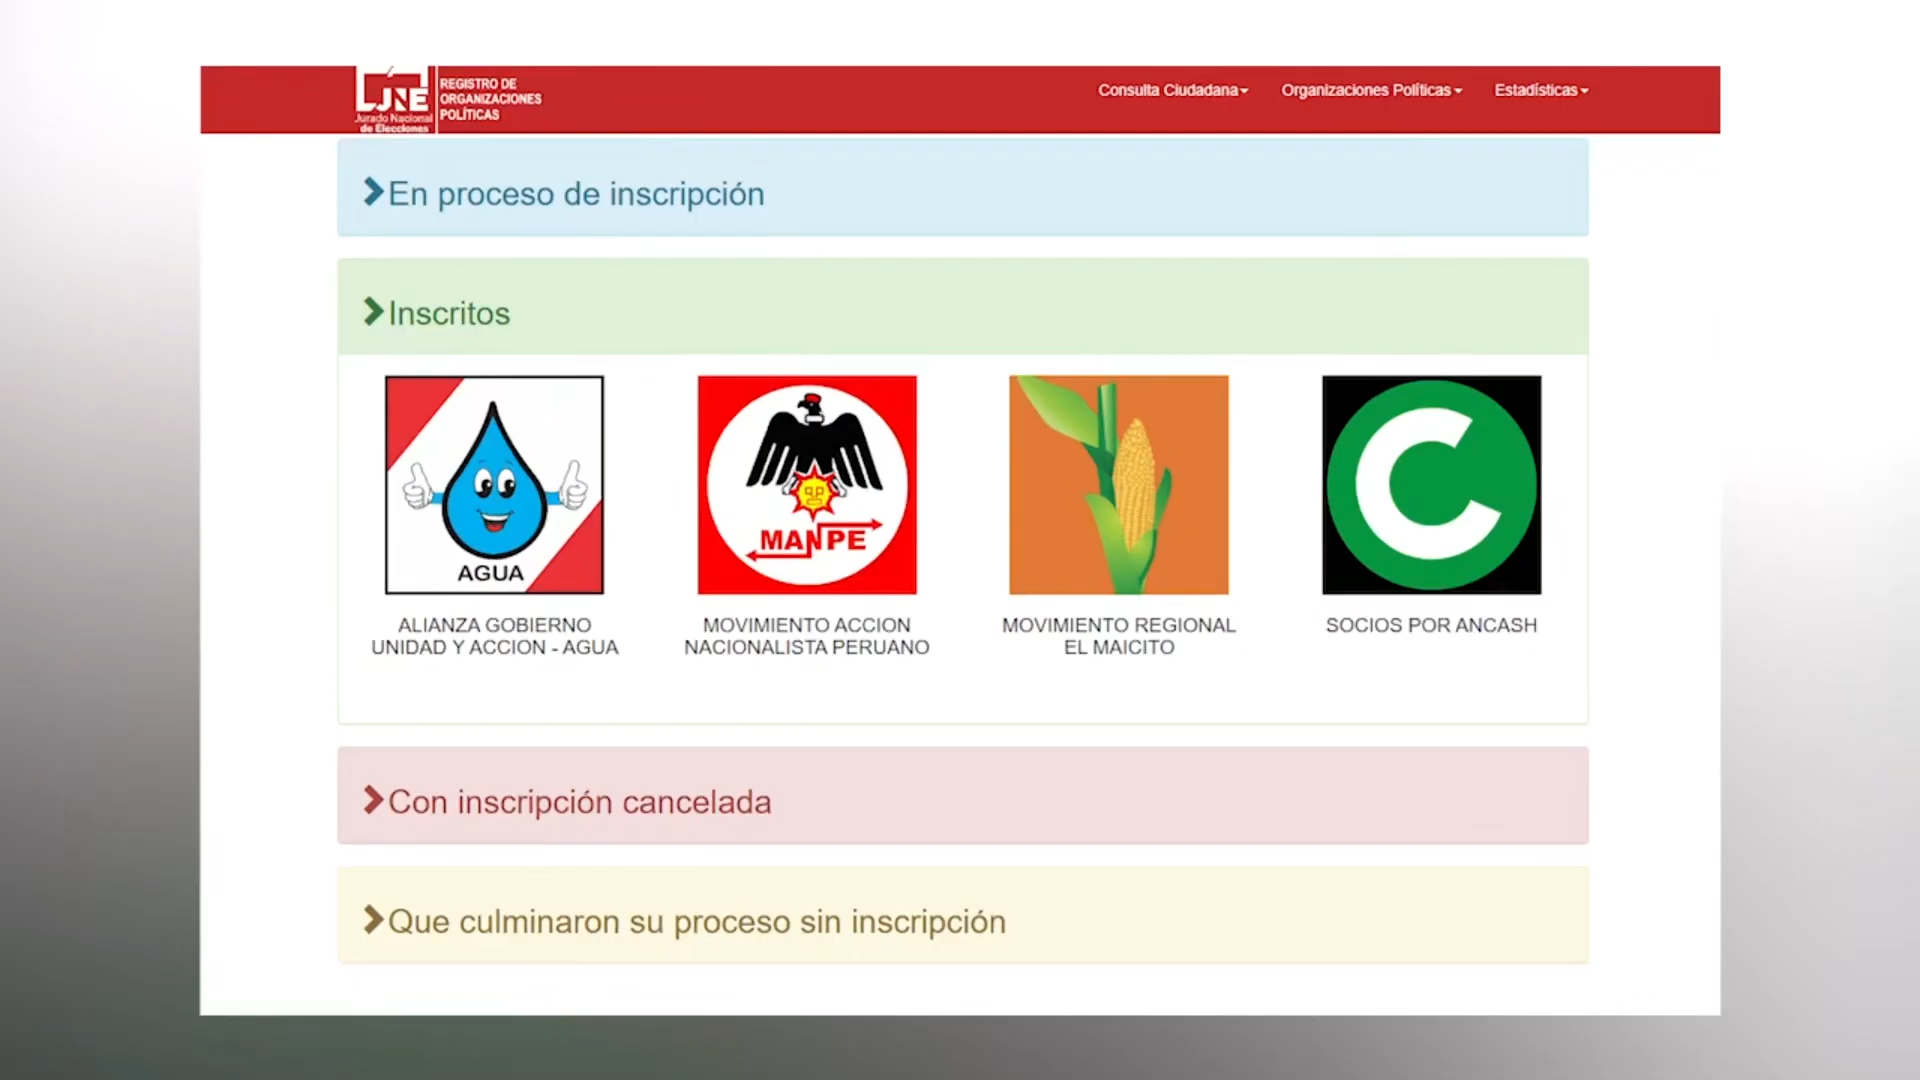 JNE
Jurado Nacional
de Elecciones
REGISTRO DE
ORGANIZACIONES
POLÍTICAS
Consulta Ciudadana
Organizaciones Políticas
Estadísticas
En proceso de inscripción
Inscritos
AGUA
MANPE
C
ALIANZA GOBIERNO
UNIDAD Y ACCION - AGUA
MOVIMIENTO ACCION
NACIONALISTA PERUANO
MOVIMIENTO REGIONAL
EL MAICITO
SOCIOS POR ANCASH
Con inscripción cancelada
Que culminaron su proceso sin inscripción